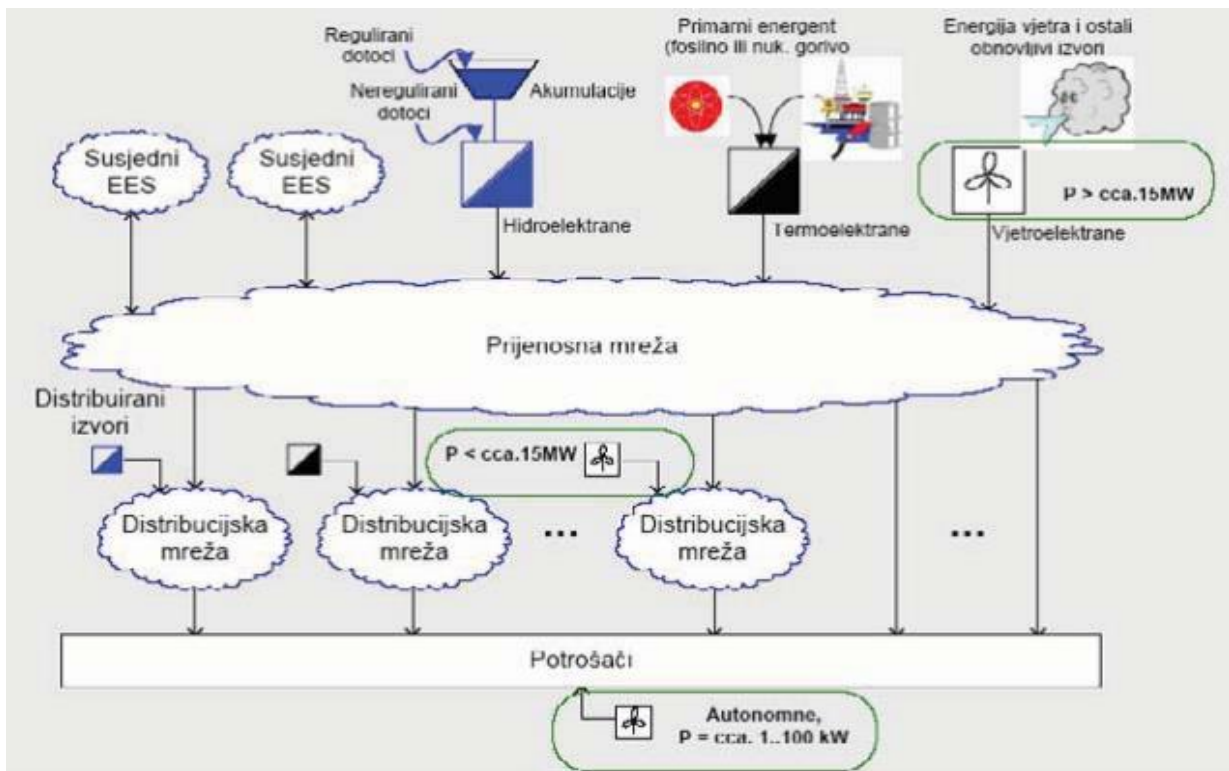 Regulirani
dotoci
Neregulirani
dotoci
Akumulacije
Primarni energent
(fosilno ili nuk. gorivo
Energija vjetra i ostali
obnovljivi izvori
Susjedni
EES
Susjedni
EES
P > cca.15MW
Hidroelektrane
Termoelektrane
Vjetroelektrane
Prijenosna mreža
Distribuirani
izvori
P < cca.15MW
Distribucijska
mreža
Distribucijska
mreža
...
Distribucijska
mreža
...
Potrošači
Autonomne,
P = cca. 1..100 kW